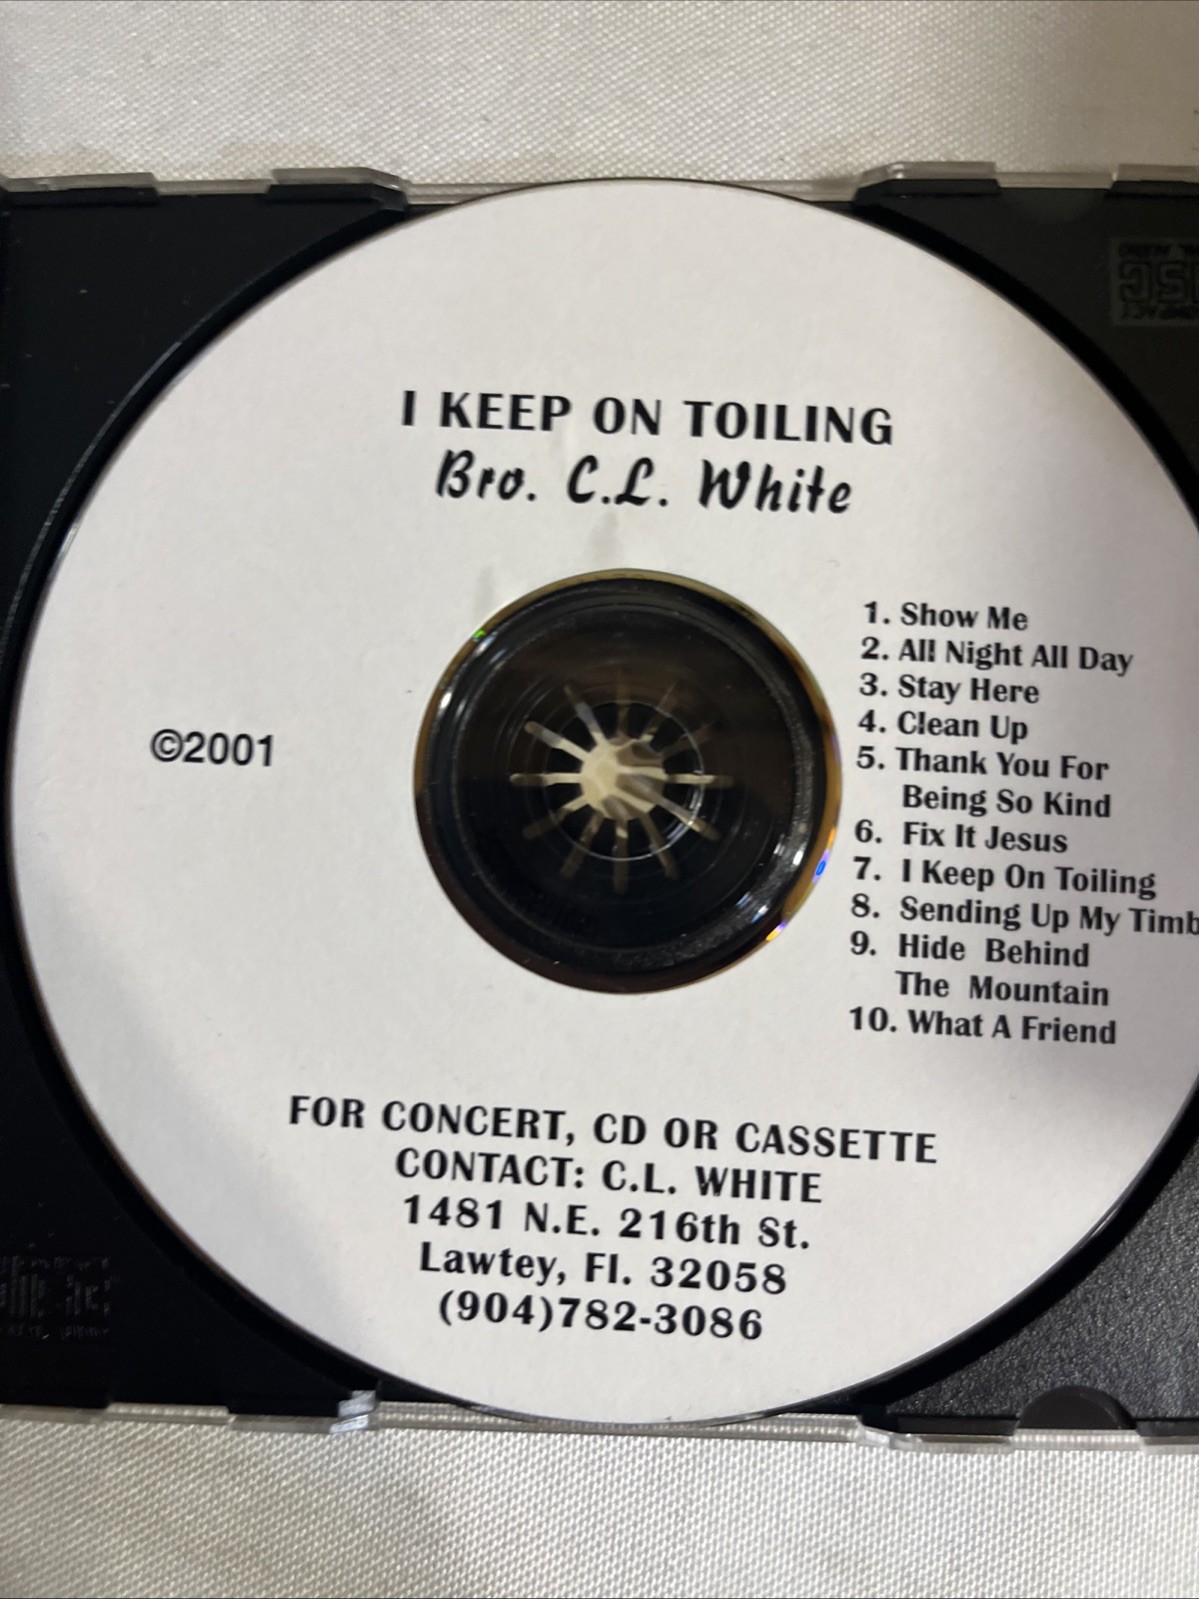 I KEEP ON TOILING
Bro. C.L. White
©2001
1. Show Me
2. All Night All Day
3. Stay Here
4. Clean Up
5. Thank You For
Being So Kind
6. Fix It Jesus
7. I Keep On Toiling
8. Sending Up My
9. Hide Behind
The Mountain
10. What A Friend
FOR CONCERT, CD OR CASSETTE
CONTACT: C.L. WHITE
1481 N.E. 216th St.
Lawtey, Fl. 32058
(904)782-3086